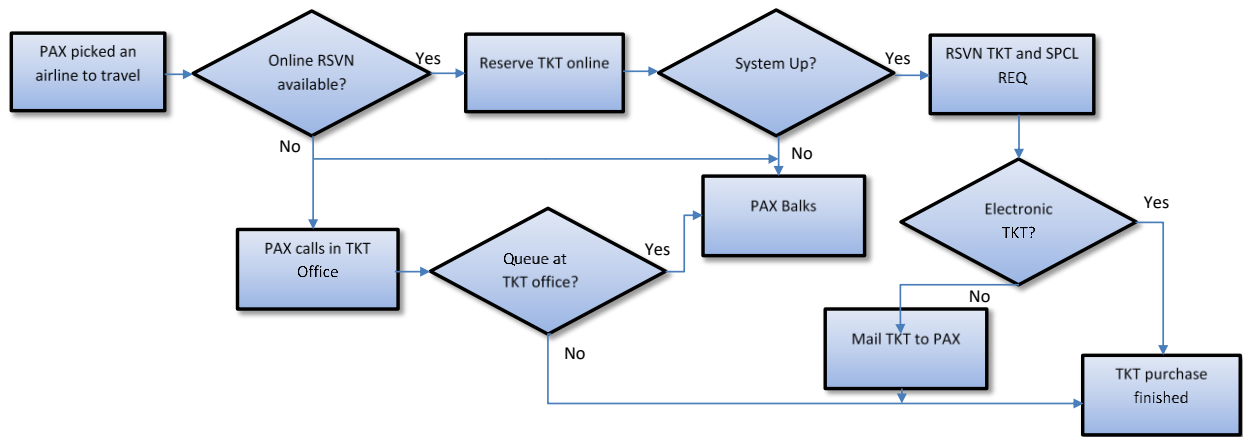 PAX picked an
airline to travel
Online RSVN
available?
Yes
Reserve TKT online
System Up?
Yes
RSVN TKT and SPCL
REQ
No
No
PAX Balks
Electronic
TKT?
Yes
PAX calls in TKT
Office
Queue at
TKT office?
Yes
No
No
Mail TKT to PAX
TKT purchase
finished